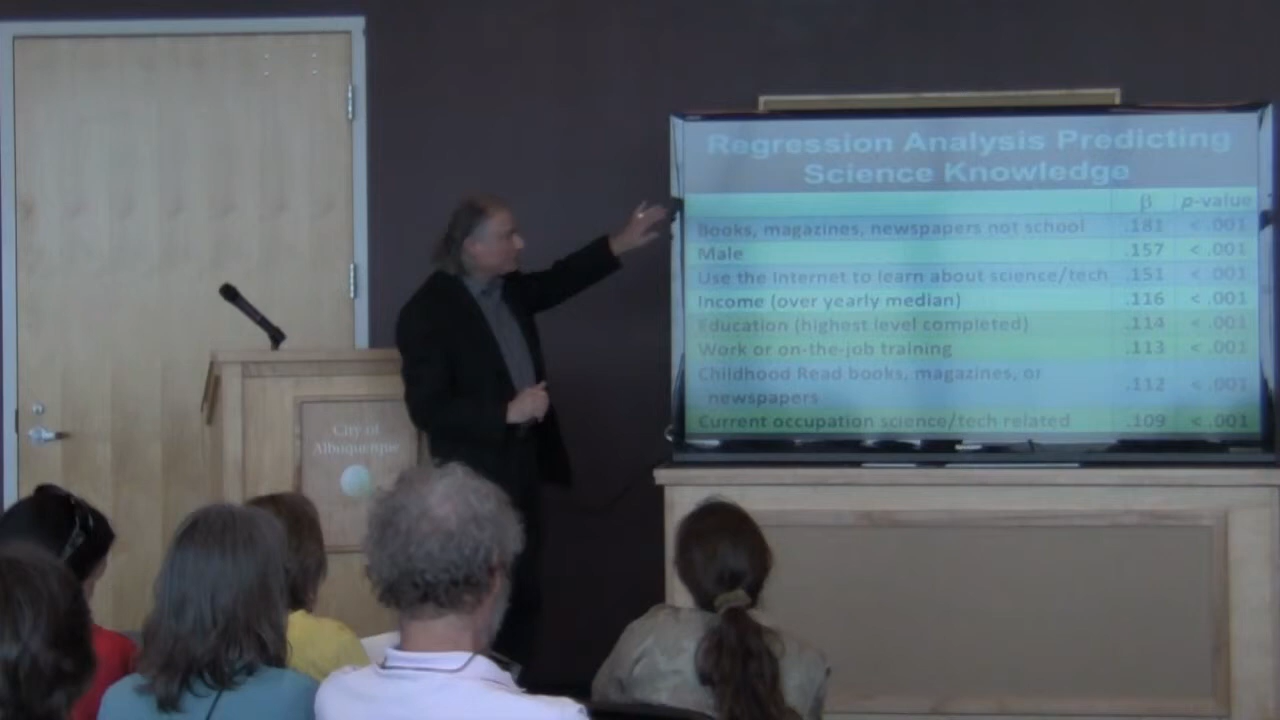 Regression Analysis Predicting
Science Knowledge
β p-value
Books, magazines, newspapers not school .181 < .001
Male .157 < .001
Use the Internet to learn about science/tech .151 < .001
Income (over yearly median) .116 < .001
Education (highest level completed) .114 < .001
Work or on-the-job training .113 < .001
Childhood Read books, magazines, or
newspapers .112 < .001
Current occupation science/tech related .109 < .001
City of
Albuquerque